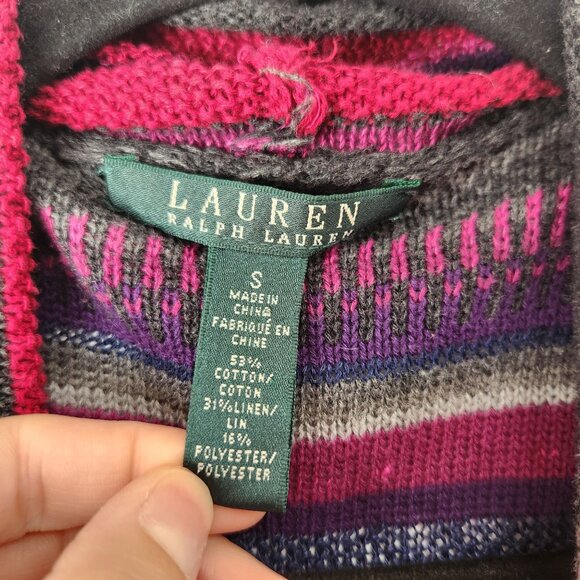 LAUREN
RALPH LAUREN
S
MADE IN
CHINA
FABRIQUÉ EN
CHINE
53%
COTTON/
COTON
31%LINEN/
LIN
16%
POLYESTER/
POLYESTER